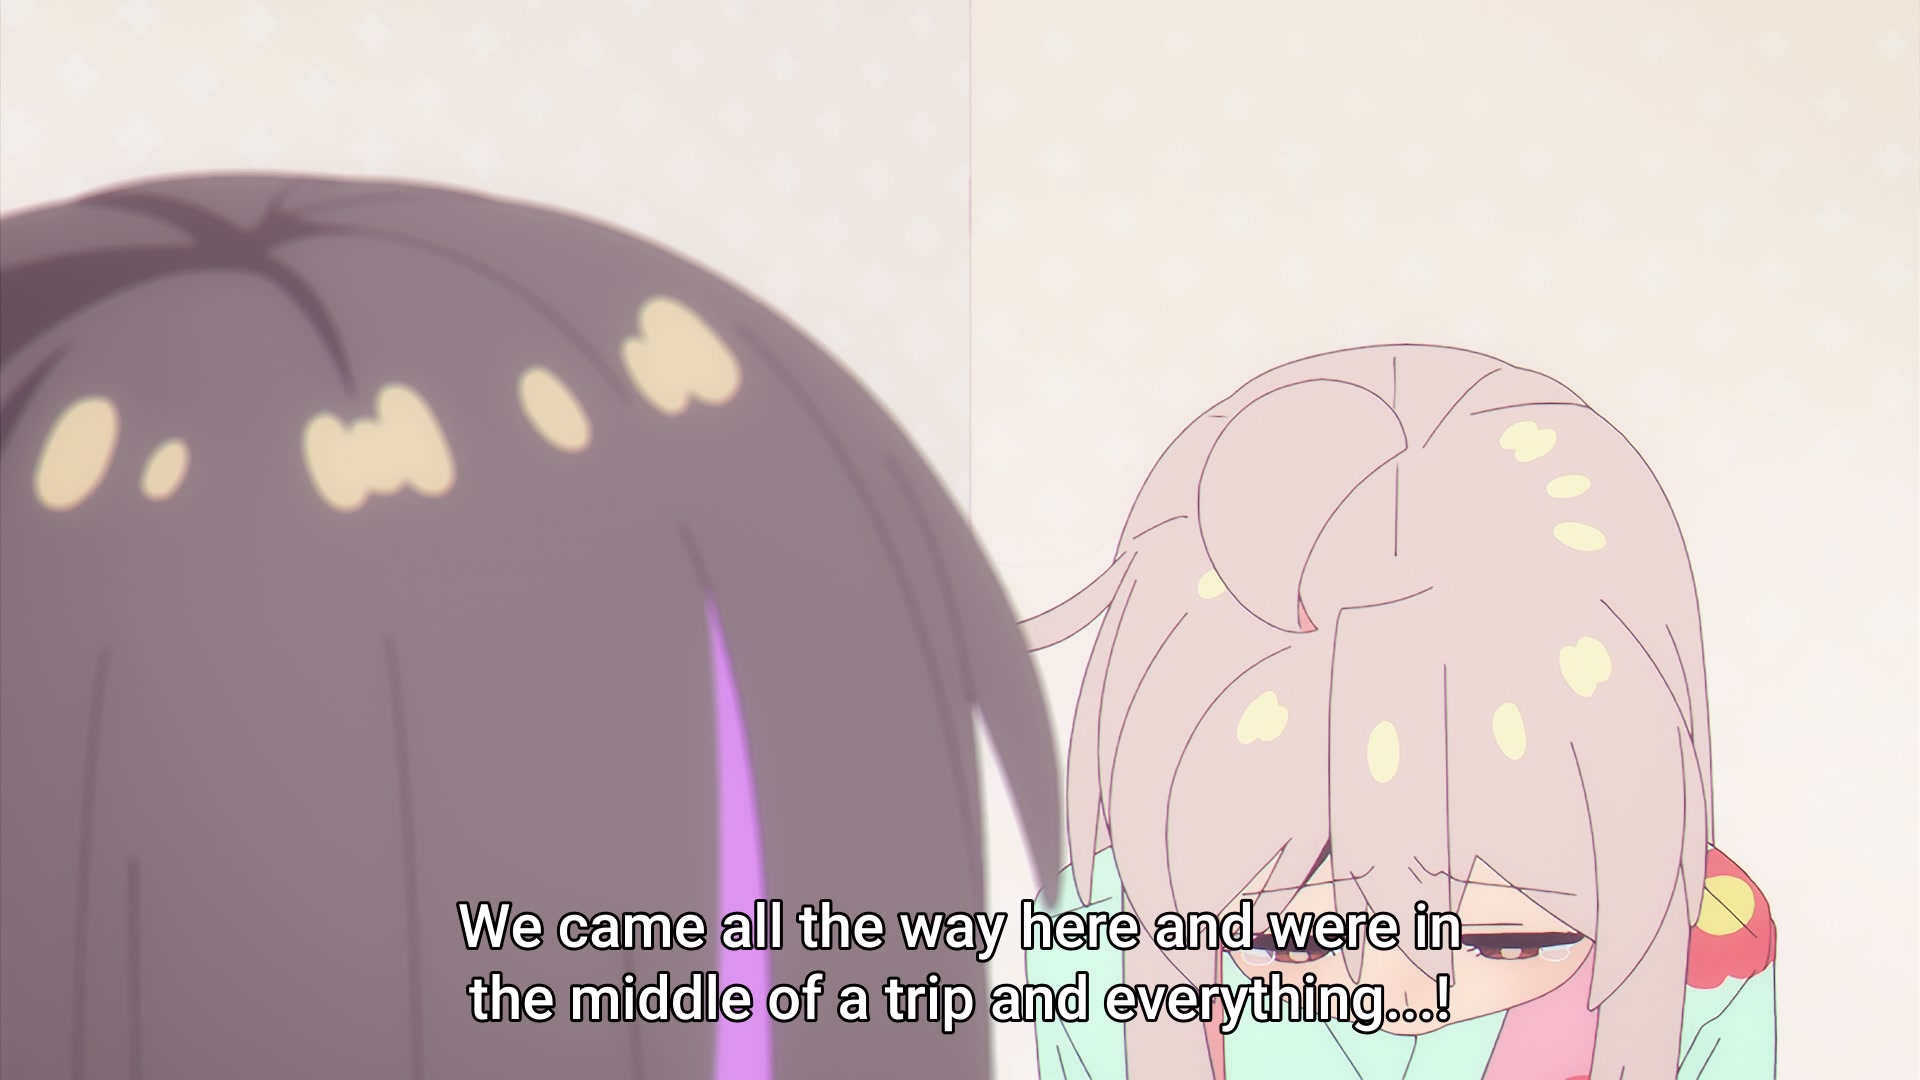 We came all the way here and were in
the middle of a trip and everything...!